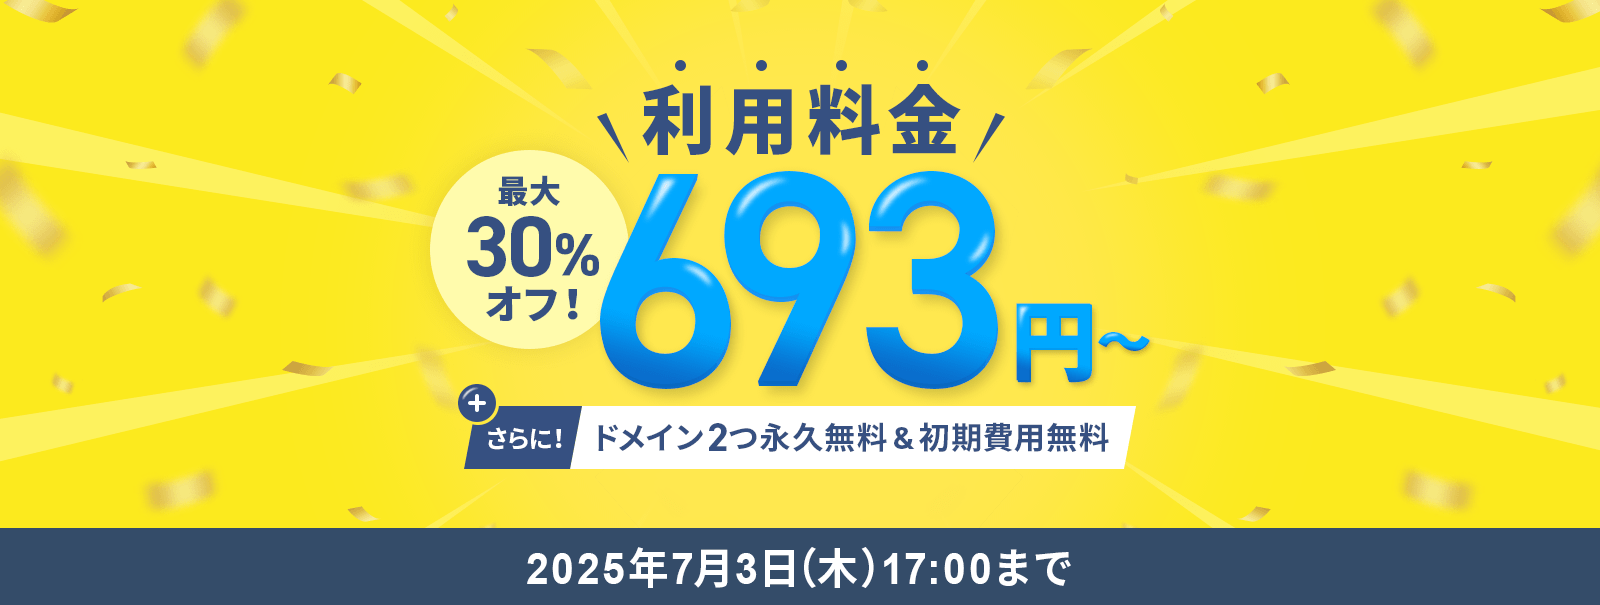 利用料金
最大
30%
オフ！
693円～
さらに！
ドメイン2つ永久無料＆初期費用無料
2025年7月3日(木)17:00まで